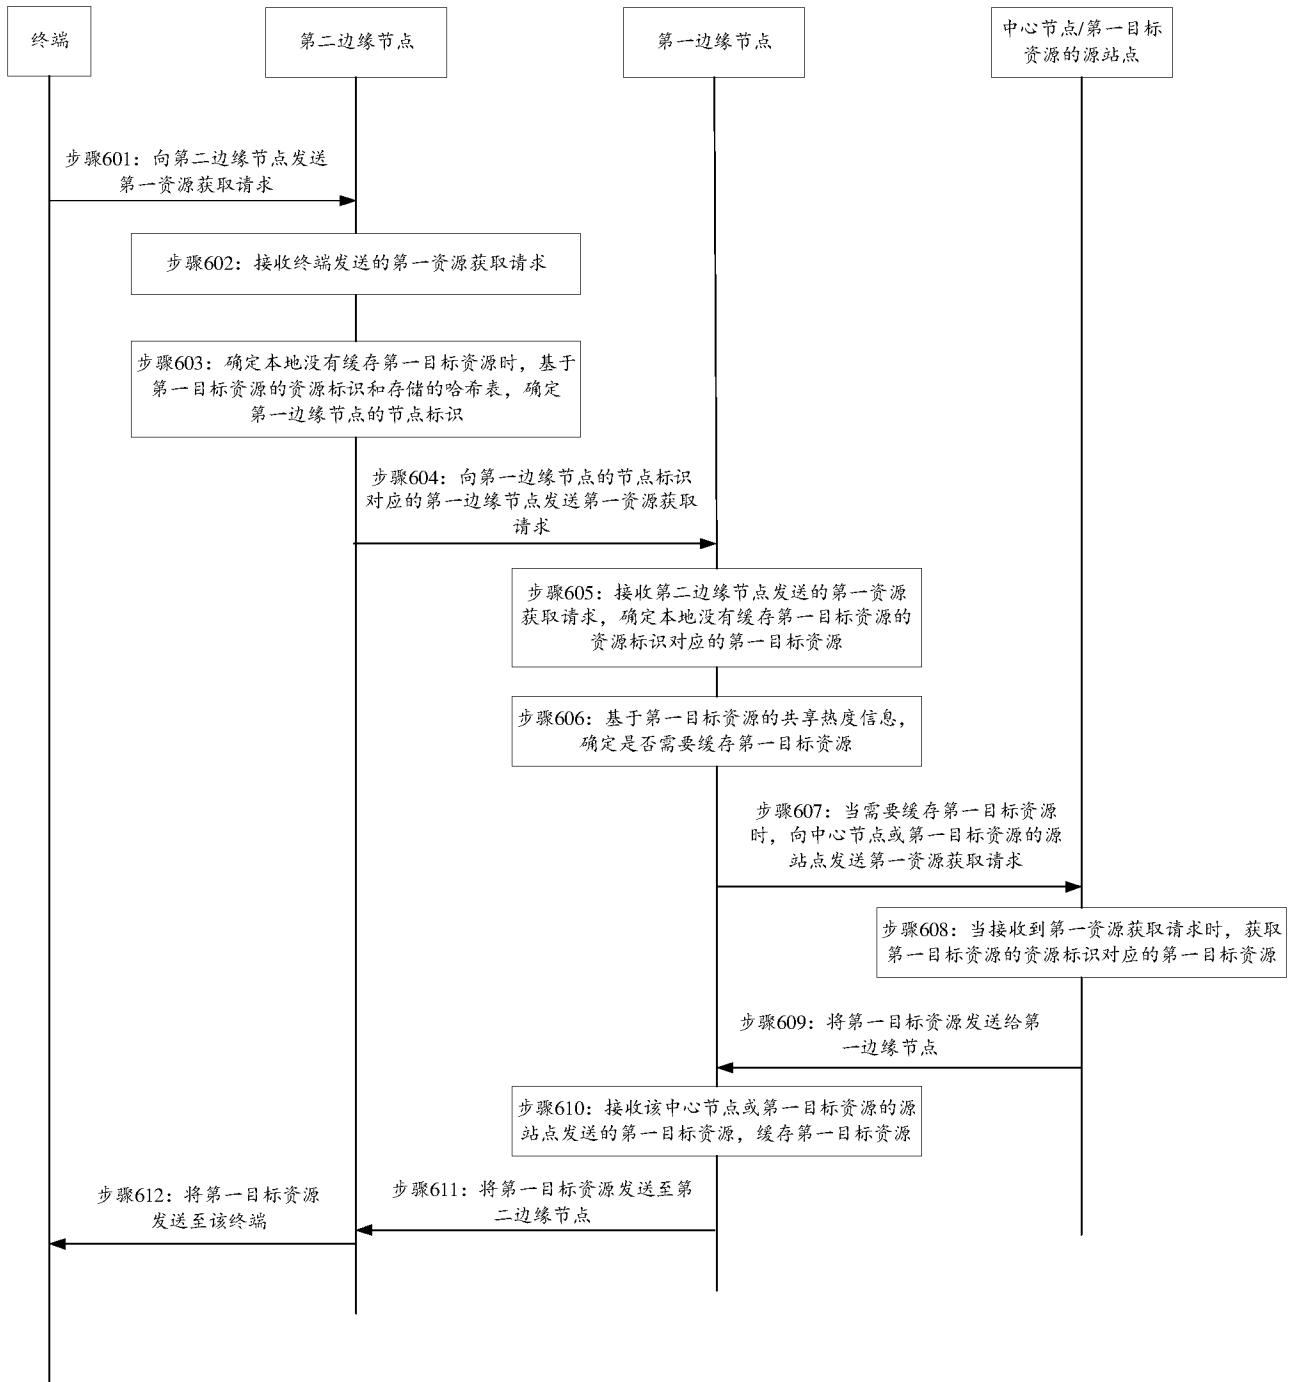 终端
第二边缘节点
第一边缘节点
中心节点/第一目标
资源的源站点
步骤601：向第二边缘节点发送
第一资源获取请求
步骤602：接收终端发送的第一资源获取请求
步骤603：确定本地没有缓存第一目标资源时，基于
第一目标资源的资源标识和存储的哈希表，确定
第一边缘节点的节点标识
步骤604：向第一边缘节点的节点标识
对应的第一边缘节点发送第一资源获取
请求
步骤605：接收第二边缘节点发送的第一资源
获取请求，确定本地没有缓存第一目标资源的
资源标识对应的第一目标资源
步骤606：基于第一目标资源的共享热度信息，
确定是否需要缓存第一目标资源
步骤607：当需要缓存第一目标资源
时，向中心节点或第一目标资源的源
站点发送第一资源获取请求
步骤608：当接收到第一资源获取请求时，获取
第一目标资源的资源标识对应的第一目标资源
步骤609：将第一目标资源发送给第
一边缘节点
步骤610：接收该中心节点或第一目标资源的源
站点发送的第一目标资源，缓存第一目标资源
步骤611：将第一目标资源发送至第
二边缘节点
步骤612：将第一目标资源
发送至该终端